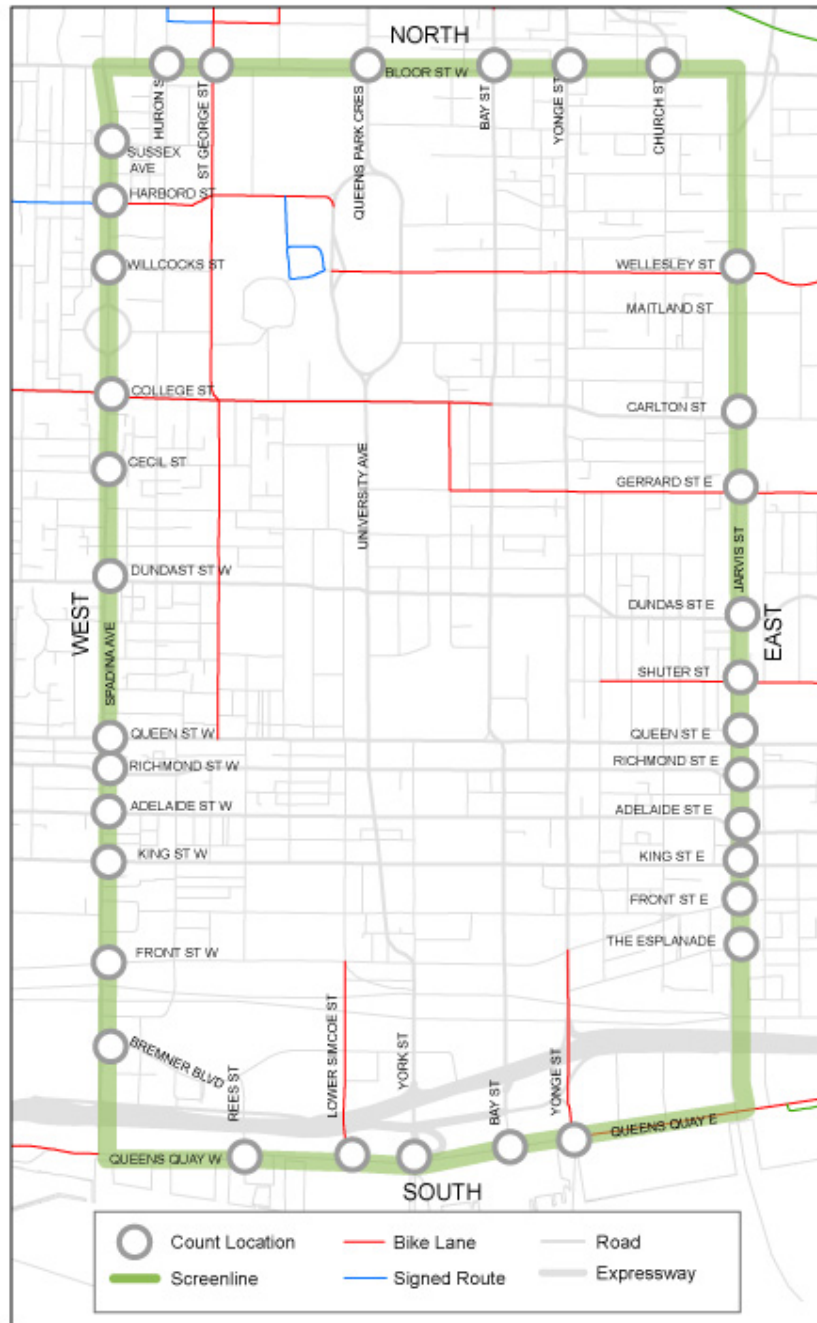 NORTH
BLOOR ST W
HURON S
ST GEORGE ST
QUEENS PARK CRES
BAY ST
YONGE ST
CHURCH ST
SUSSEX
AVE
HARBORD ST
WILLCOCKS ST
WELLESLEY ST
MAITLAND ST
COLLEGE ST
CARLTON ST
CECIL ST
UNIVERSITY AVE
GERRARD ST E
JARVIS ST
DUNDAST ST W
DUNDAS ST E
WEST
SPADINA AVE
EAST
SHUTER ST
QUEEN ST W
QUEEN ST E
RICHMOND ST W
RICHMOND ST E
ADELAIDE ST W
ADELAIDE ST E
KING ST W
KING ST E
FRONT ST E
THE ESPLANADE
FRONT ST W
BREMNER BLVD
REES ST
LOWER SIMCOE ST
YORK ST
BAY ST
YONGE ST
QUEENS QUAY E
QUEENS QUAY W
SOUTH
Count Location
Bike Lane
Road
Screenline
Signed Route
Expressway